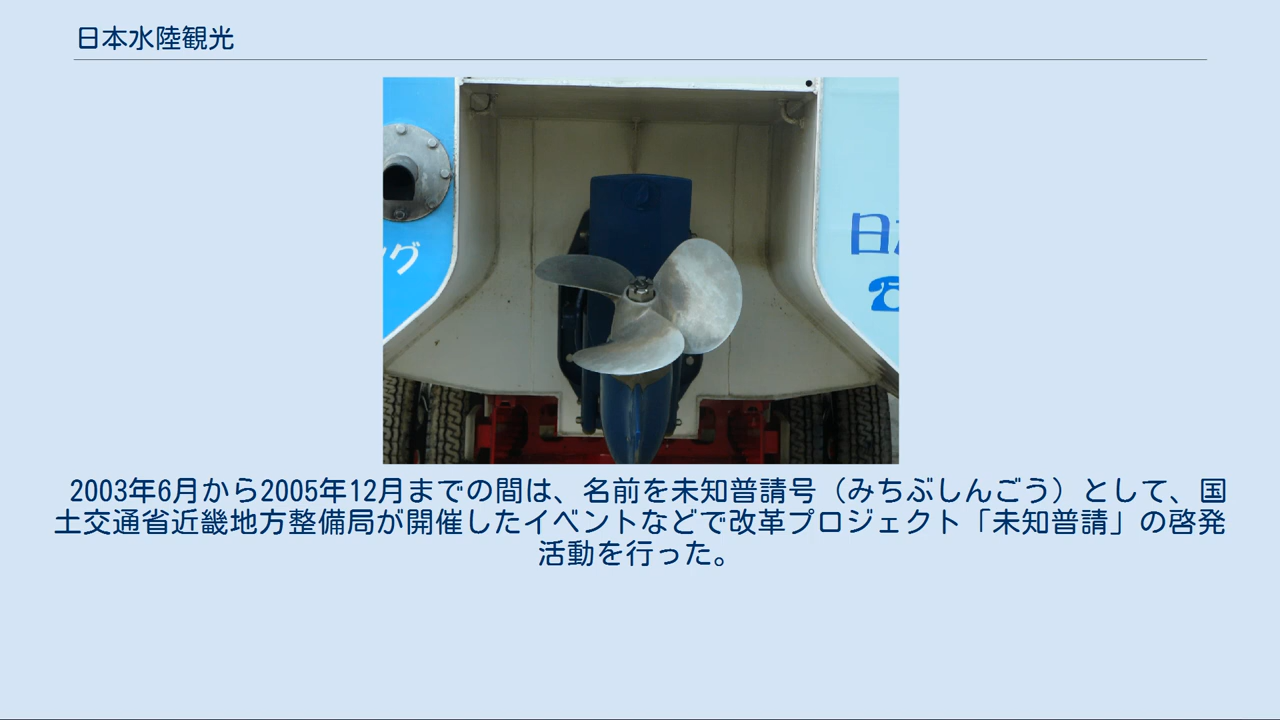 日本水陸観光
グ
日
2003年6月から2005年12月までの間は、名前を未知普請号（みちぶしんごう）として、国
土交通省近畿地方整備局が開催したイベントなどで改革プロジェクト「未知普請」の啓発
活動を行った。